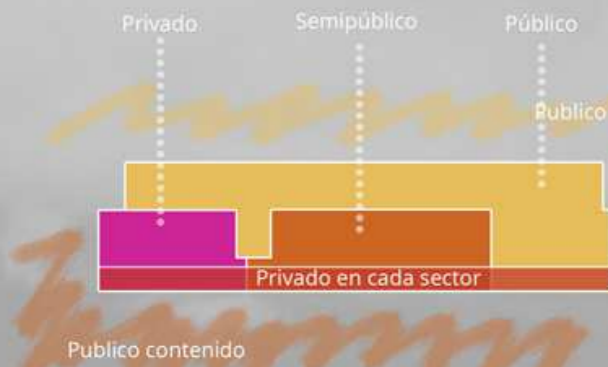 Privado
Semipúblico
Público
Publico
Privado en cada sector
Publico contenido